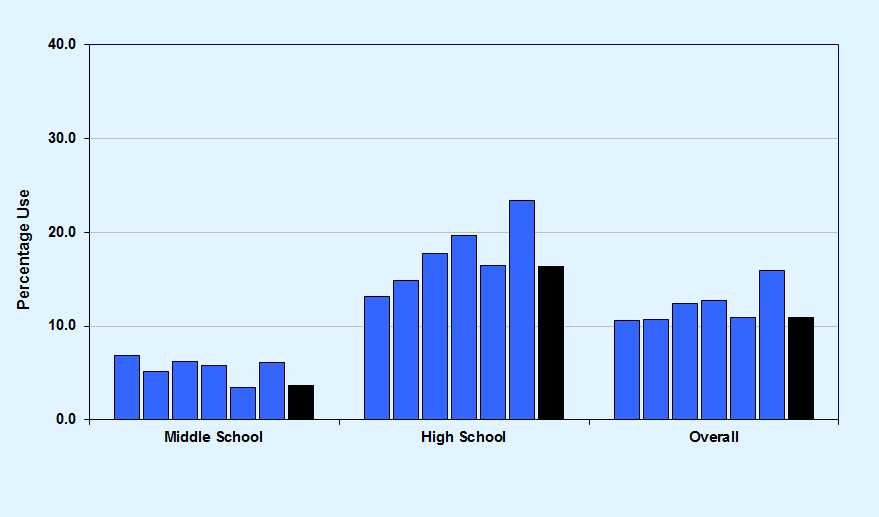 40.0
30.0
20.0
10.0
0.0
Percentage Use
Middle School
High School
Overall